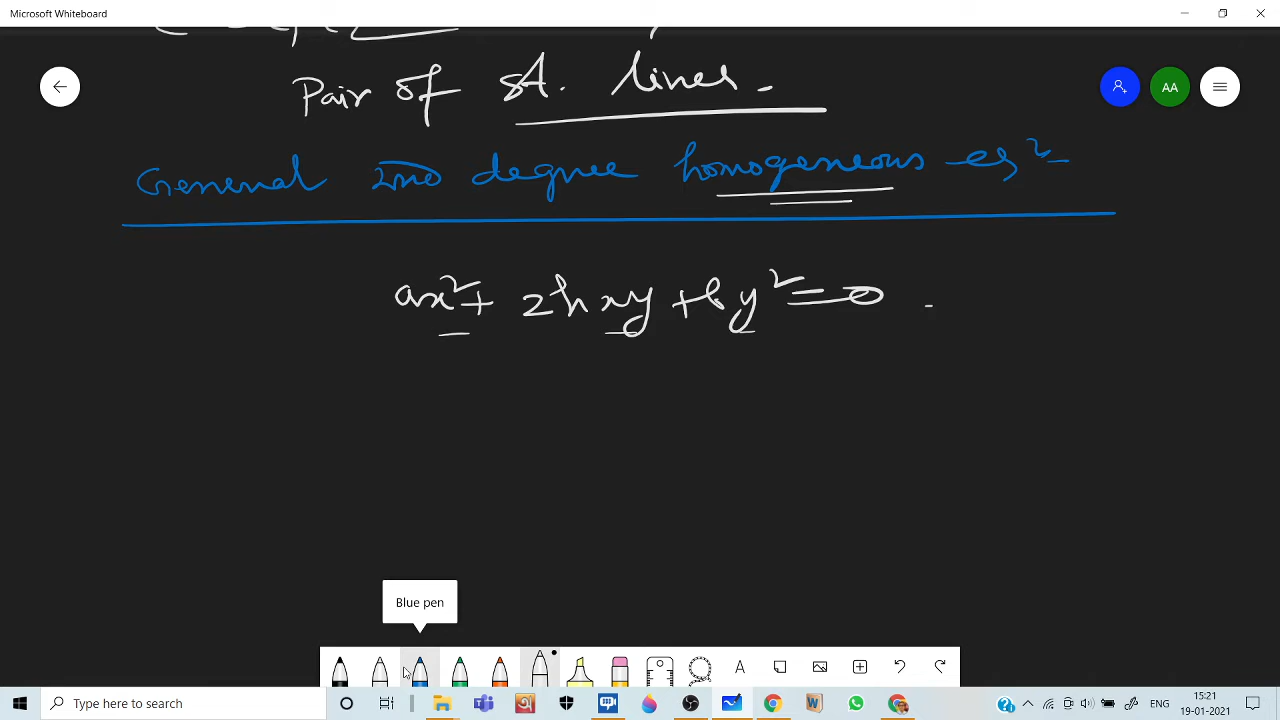 Microsoft Whiteboard
Pair of st. lines.
AA
General 2nd degree homogeneous eqn
ax²+ 2hxy +by²=0
Blue pen
A
Type here to search
ENG
15:21
19-01-2021